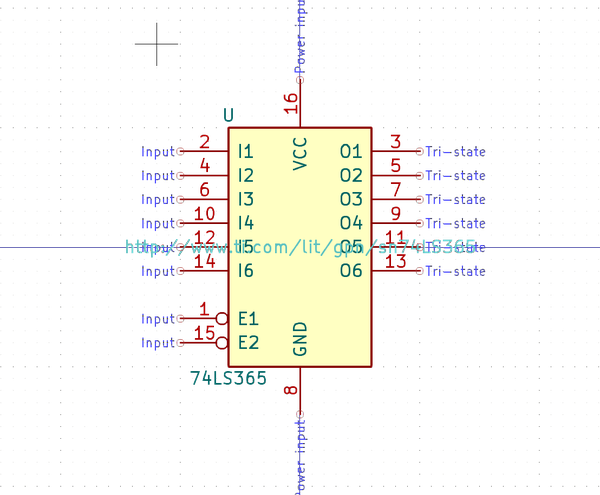 Power input
16
U
VCC
Input 2 I1 O1 3 Tri-state
Input 4 I2 O2 5 Tri-state
Input 6 I3 O3 7 Tri-state
Input 10 I4 O4 9 Tri-state
Input 12 I5 O5 11 Tri-state
http://www.ti.com/lit/gpn/sn74LS365
Input 14 I6 O6 13 Tri-state
Input 1 E1
Input 15 E2
GND
74LS365
8
Power input